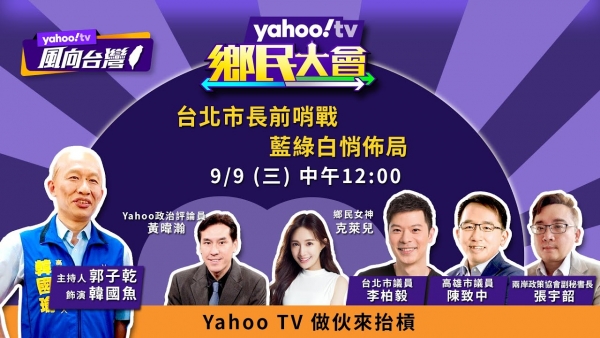 yahoo!tv
風向台灣
yahoo!tv
鄉民大會
台北市長前哨戰
藍綠白悄佈局
9/9 (三) 中午12:00
Yahoo政治評論員
黃暐瀚
鄉民女神
克萊兒
主持人 郭子乾
飾演 韓國魚
台北市議員
李柏毅
高雄市議員
陳致中
兩岸政策協會副秘書長
張宇韶
Yahoo TV 做伙來抬槓